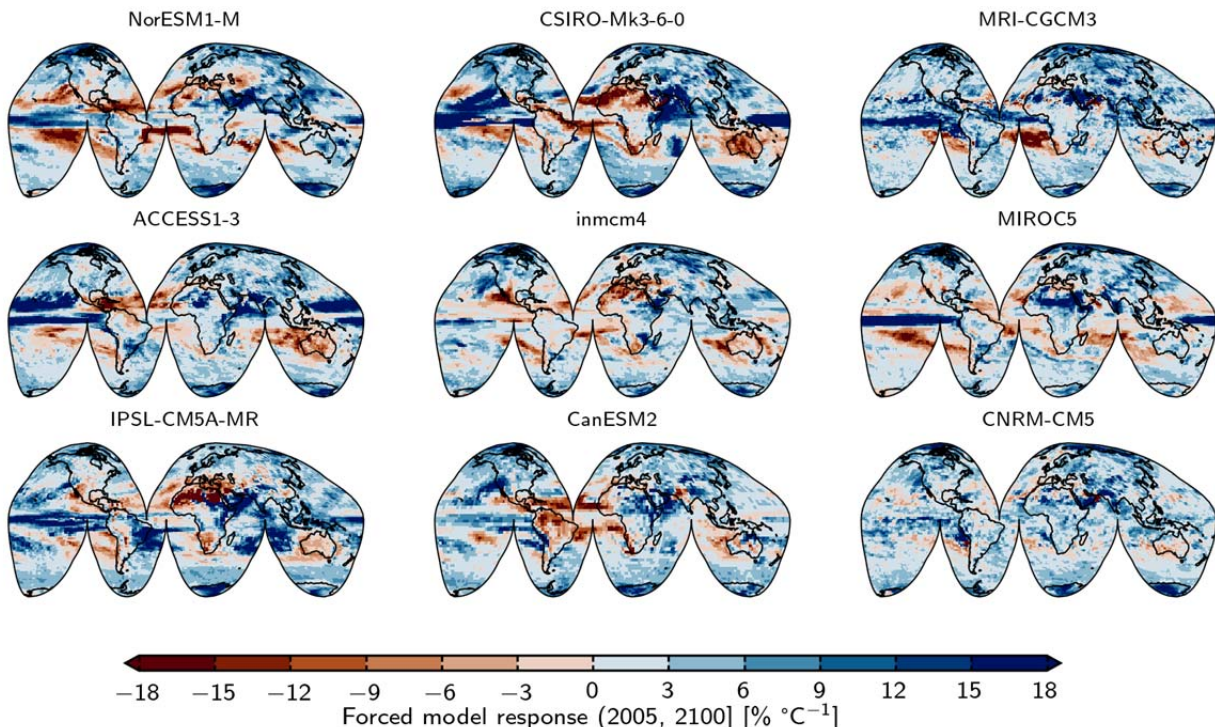 NorESM1-M
CSIRO-Mk3-6-0
MRI-CGCM3
ACCESS1-3
inmcm4
MIROC5
IPSL-CM5A-MR
CanESM2
CNRM-CM5
−18 −15 −12 −9 −6 −3 0 3 6 9 12 15 18
Forced model response (2005, 2100) [% °C⁻¹]